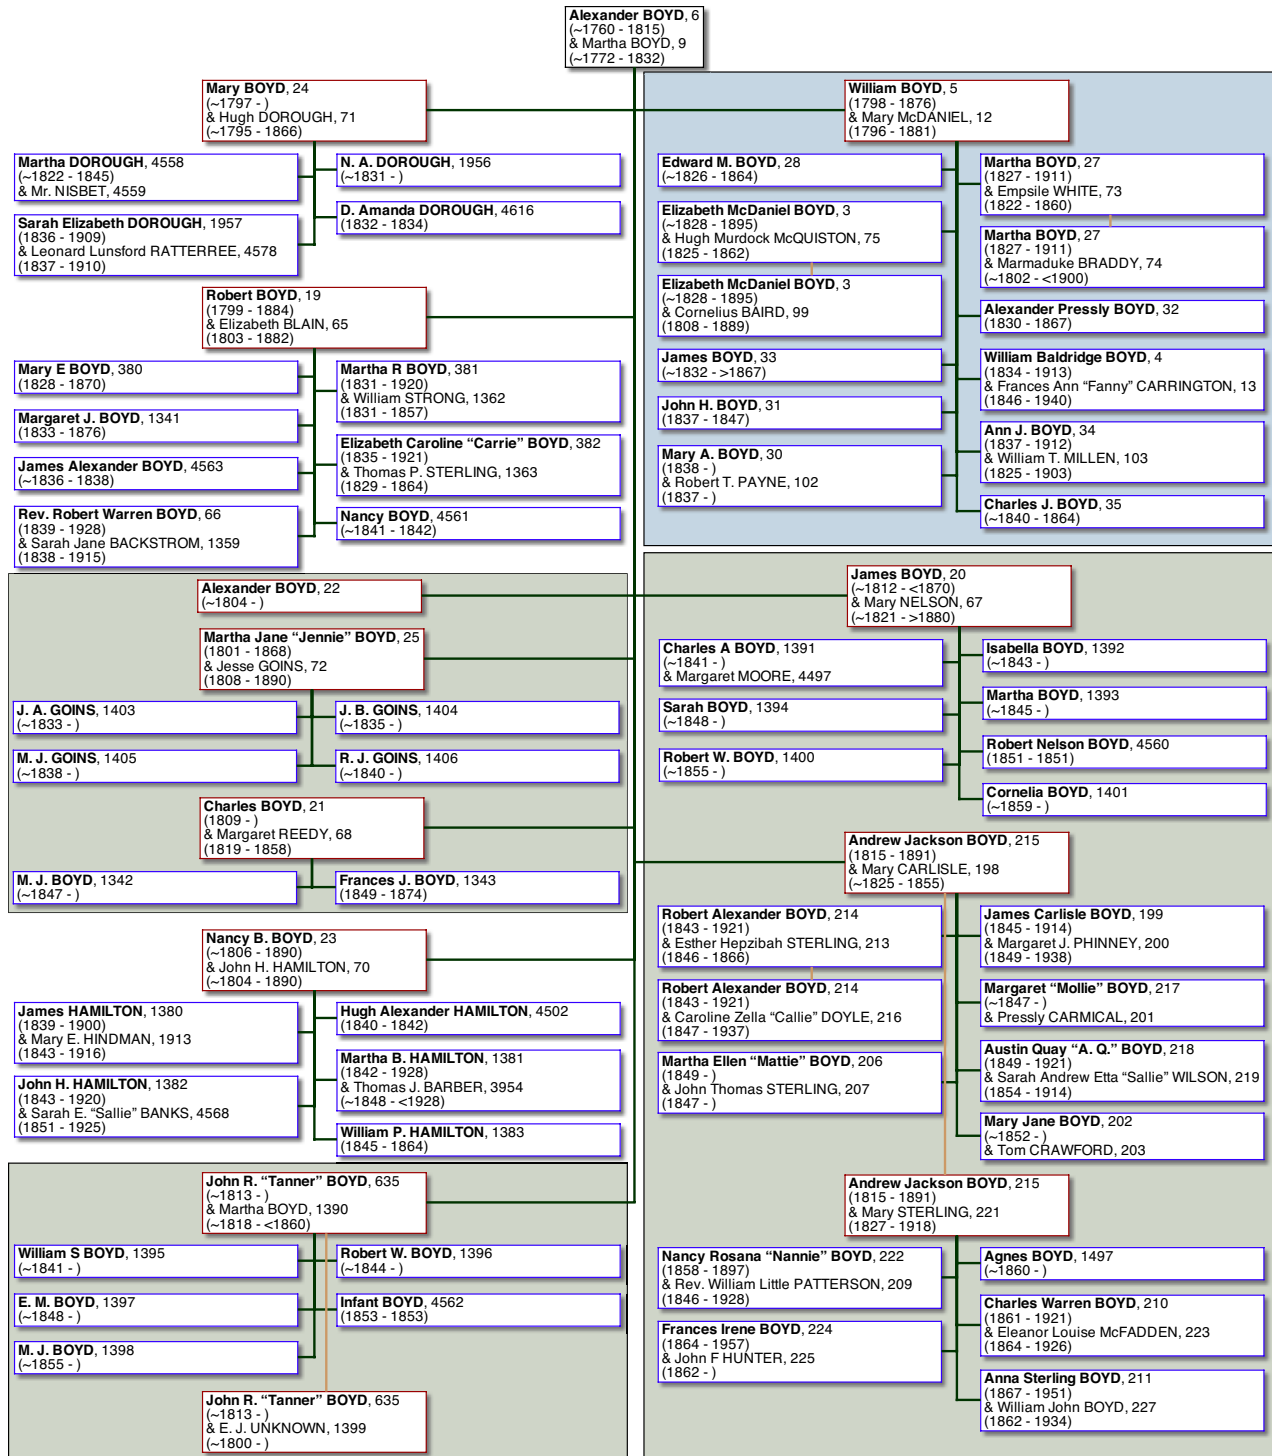 Alexander BOYD, 6
(~1760 - 1815)
& Martha BOYD, 9
(~1772 - 1832)
Mary BOYD, 24
(~1797 - )
& Hugh DOROUGH, 71
(~1795 - 1866)
Martha DOROUGH, 4558
(~1822 - 1845)
& Mr. NISBET, 4559
N. A. DOROUGH, 1956
(~1831 - )
Sarah Elizabeth DOROUGH, 1957
(1836 - 1909)
& Leonard Lunsford RATTERREE, 4578
(1837 - 1910)
D. Amanda DOROUGH, 4616
(1832 - 1834)
Robert BOYD, 19
(1799 - 1884)
& Elizabeth BLAIN, 65
(1803 - 1882)
Mary E BOYD, 380
(1828 - 1870)
Martha R BOYD, 381
(1831 - 1920)
& William STRONG, 1362
(1831 - 1857)
Margaret J. BOYD, 1341
(1833 - 1876)
Elizabeth Caroline “Carrie” BOYD, 382
(1835 - 1921)
& Thomas P. STERLING, 1363
(1829 - 1864)
James Alexander BOYD, 4563
(~1836 - 1838)
Rev. Robert Warren BOYD, 66
(1839 - 1928)
& Sarah Jane BACKSTROM, 1359
(1838 - 1915)
Nancy BOYD, 4561
(~1841 - 1842)
Alexander BOYD, 22
(~1804 - )
Martha Jane “Jennie” BOYD, 25
(1801 - 1868)
& Jesse GOINS, 72
(1808 - 1890)
J. A. GOINS, 1403
(~1833 - )
J. B. GOINS, 1404
(~1835 - )
M. J. GOINS, 1405
(~1838 - )
R. J. GOINS, 1406
(~1840 - )
Charles BOYD, 21
(1809 - )
& Margaret REEDY, 68
(1819 - 1858)
M. J. BOYD, 1342
(~1847 - )
Frances J. BOYD, 1343
(1849 - 1874)
Nancy B. BOYD, 23
(~1806 - 1890)
& John H. HAMILTON, 70
(~1804 - 1890)
James HAMILTON, 1380
(1839 - 1900)
& Mary E. HINDMAN, 1913
(1843 - 1916)
Hugh Alexander HAMILTON, 4502
(1840 - 1842)
Martha B. HAMILTON, 1381
(1842 - 1928)
& Thomas J. BARBER, 3954
(~1848 - <1928)
John H. HAMILTON, 1382
(1843 - 1920)
& Sarah E. “Sallie” BANKS, 4568
(1851 - 1925)
William P. HAMILTON, 1383
(1845 - 1864)
John R. “Tanner” BOYD, 635
(~1813 - )
& Martha BOYD, 1390
(~1818 - <1860)
William S BOYD, 1395
(~1841 - )
Robert W. BOYD, 1396
(~1844 - )
E. M. BOYD, 1397
(~1848 - )
Infant BOYD, 4562
(1853 - 1853)
M. J. BOYD, 1398
(~1855 - )
John R. “Tanner” BOYD, 635
(~1813 - )
& E. J. UNKNOWN, 1399
(~1800 - )
William BOYD, 5
(1798 - 1876)
& Mary McDANIEL, 12
(1796 - 1881)
Edward M. BOYD, 28
(~1826 - 1864)
Martha BOYD, 27
(1827 - 1911)
& Empsile WHITE, 73
(1822 - 1860)
Elizabeth McDaniel BOYD, 3
(~1828 - 1895)
& Hugh Murdock McQUISTON, 75
(1825 - 1862)
Martha BOYD, 27
(1827 - 1911)
& Marmaduke BRADDY, 74
(~1802 - <1900)
Elizabeth McDaniel BOYD, 3
(~1828 - 1895)
& Cornelius BAIRD, 99
(1808 - 1889)
Alexander Pressly BOYD, 32
(1830 - 1867)
James BOYD, 33
(~1832 - >1867)
William Baldridge BOYD, 4
(1834 - 1913)
& Frances Ann “Fanny” CARRINGTON, 13
(1846 - 1940)
John H. BOYD, 31
(1837 - 1847)
Ann J. BOYD, 34
(1837 - 1912)
& William T. MILLEN, 103
(1825 - 1903)
Mary A. BOYD, 30
(1838 - )
& Robert T. PAYNE, 102
(1837 - )
Charles J. BOYD, 35
(~1840 - 1864)
James BOYD, 20
(~1812 - <1870)
& Mary NELSON, 67
(~1821 - >1880)
Charles A BOYD, 1391
(~1841 - )
& Margaret MOORE, 4497
Isabella BOYD, 1392
(~1843 - )
Martha BOYD, 1393
(~1845 - )
Sarah BOYD, 1394
(~1848 - )
Robert Nelson BOYD, 4560
(1851 - 1851)
Robert W. BOYD, 1400
(~1855 - )
Cornelia BOYD, 1401
(~1859 - )
Andrew Jackson BOYD, 215
(1815 - 1891)
& Mary CARLISLE, 198
(~1825 - 1855)
Robert Alexander BOYD, 214
(1843 - 1921)
& Esther Hepzibah STERLING, 213
(1846 - 1866)
James Carlisle BOYD, 199
(1845 - 1914)
& Margaret J. PHINNEY, 200
(1849 - 1938)
Robert Alexander BOYD, 214
(1843 - 1921)
& Caroline Zella “Callie” DOYLE, 216
(1847 - 1937)
Margaret “Mollie” BOYD, 217
(~1847 - )
& Pressly CARMICAL, 201
Martha Ellen “Mattie” BOYD, 206
(1849 - )
& John Thomas STERLING, 207
(1847 - )
Austin Quay “A. Q.” BOYD, 218
(1849 - 1921)
& Sarah Andrew Etta “Sallie” WILSON, 219
(1854 - 1914)
Mary Jane BOYD, 202
(~1852 - )
& Tom CRAWFORD, 203
Andrew Jackson BOYD, 215
(1815 - 1891)
& Mary STERLING, 221
(1827 - 1918)
Nancy Rosana “Nannie” BOYD, 222
(1858 - 1897)
& Rev. William Little PATTERSON, 209
(1846 - 1928)
Agnes BOYD, 1497
(~1860 - )
Charles Warren BOYD, 210
(1861 - 1921)
& Eleanor Louise McFADDEN, 223
(1864 - 1926)
Frances Irene BOYD, 224
(1864 - 1957)
& John F HUNTER, 225
(1862 - )
Anna Sterling BOYD, 211
(1867 - 1951)
& William John BOYD, 227
(1862 - 1934)